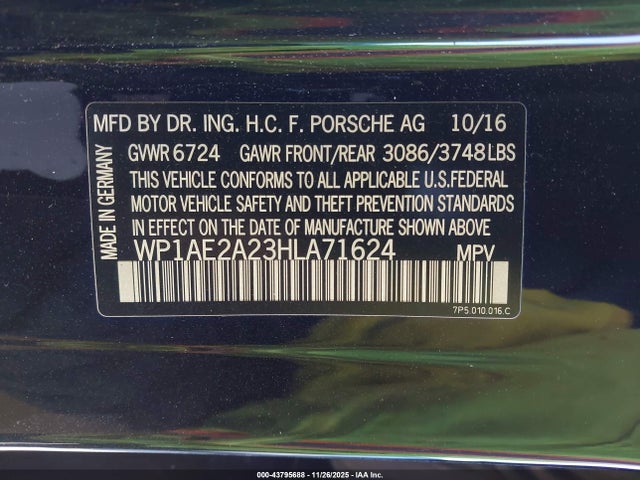 MFD BY DR. ING. H.C. F. PORSCHE AG 10/16
GVWR 6724 GAWR FRONT/REAR 3086/3748 LBS
THIS VEHICLE CONFORMS TO ALL APPLICABLE U.S.FEDERAL
MOTOR VEHICLE SAFETY AND THEFT PREVENTION STANDARDS
IN EFFECT ON THE DATE OF MANUFACTURE SHOWN ABOVE
WP1AE2A23HLA71624 MPV
MADE IN GERMANY
7P5.010.016.C
000-43795688 - 11/26/2025 - IAA Inc.